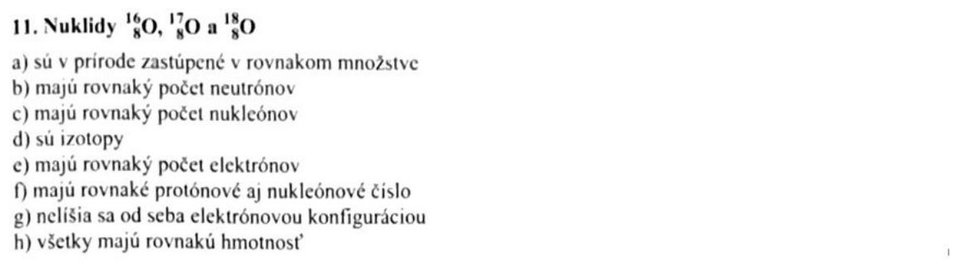 11. Nuklidy ¹⁶₈O, ¹⁷₈O a ¹⁸₈O
a) sú v prírode zastúpené v rovnakom množstve
b) majú rovnaký počet neutrónov
c) majú rovnaký počet nukleónov
d) sú izotopy
e) majú rovnaký počet elektrónov
f) majú rovnaké protónové aj nukleónové číslo
g) nelíšia sa od seba elektrónovou konfiguráciou
h) všetky majú rovnakú hmotnosť